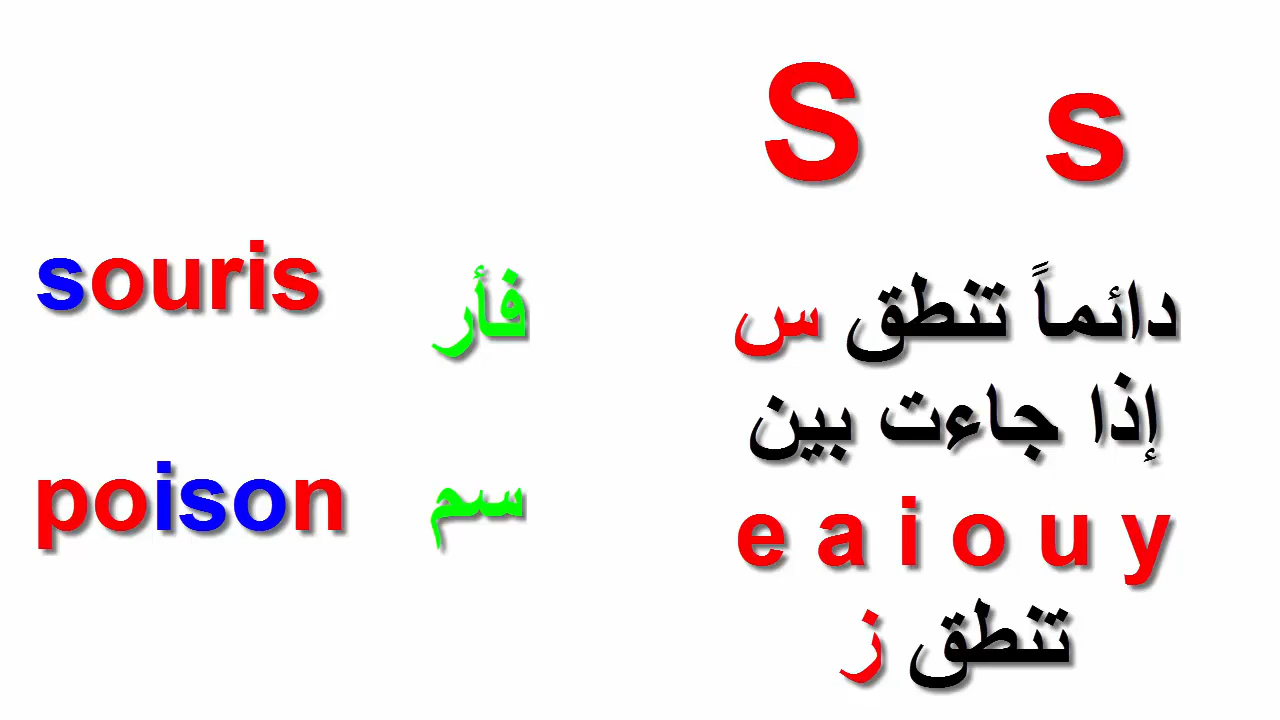 S s
souris فأر
دائماً تنطق س
إذا جاءت بين
poison سم
e a i o u y
تنطق ز